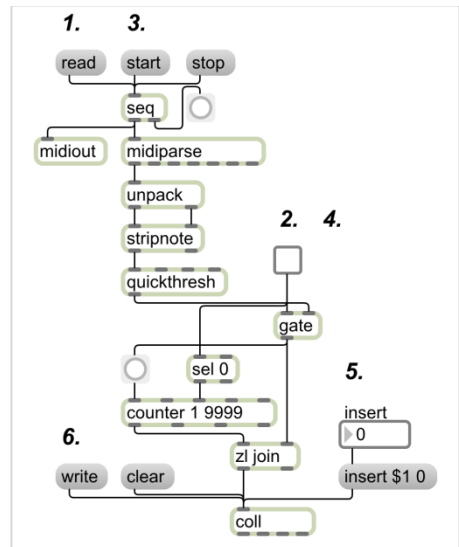 1. 3.
read start stop
seq
midiout midiparse
unpack
2. 4.
stripnote
quickthresh
gate
sel 0
5.
counter 1 9999
insert
0
6.
zl join
write clear insert $1 0
coll